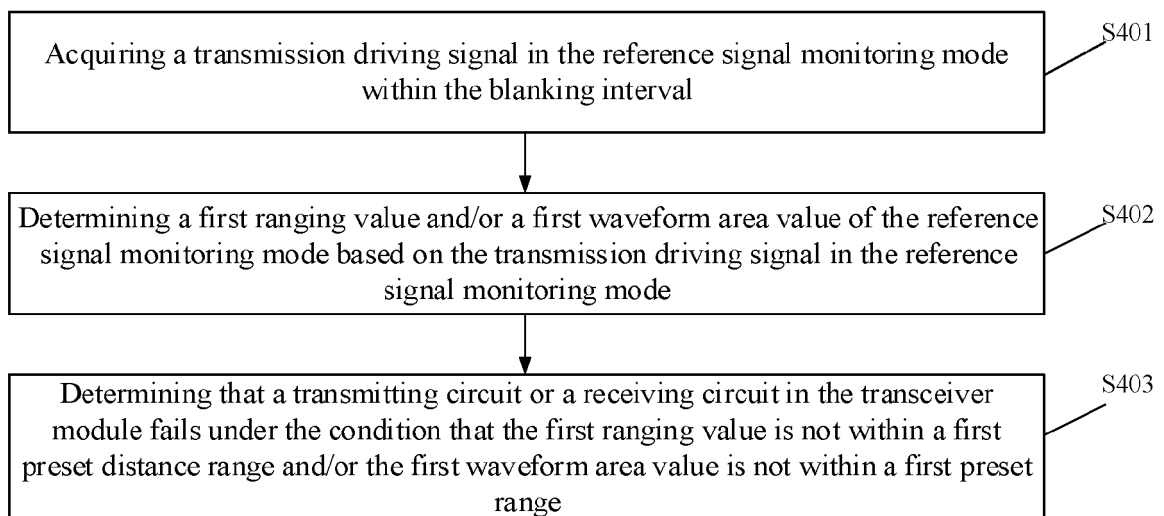 Acquiring a transmission driving signal in the reference signal monitoring mode
within the blanking interval
S401
Determining a first ranging value and/or a first waveform area value of the reference
signal monitoring mode based on the transmission driving signal in the reference
signal monitoring mode
S402
Determining that a transmitting circuit or a receiving circuit in the transceiver
module fails under the condition that the first ranging value is not within a first
preset distance range and/or the first waveform area value is not within a first preset
range
S403